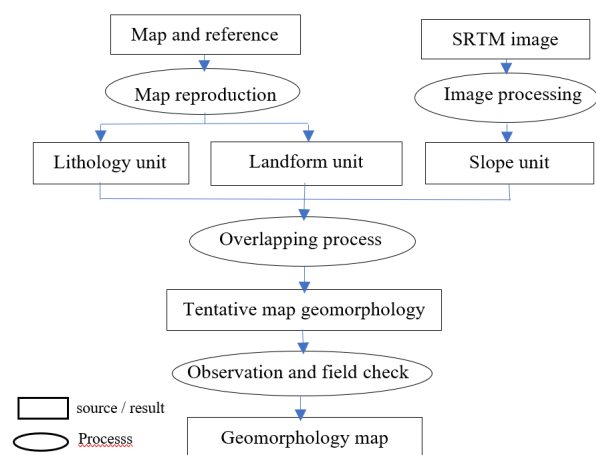 Map and reference
SRTM image
Map reproduction
Image processing
Lithology unit
Landform unit
Slope unit
Overlapping process
Tentative map geomorphology
Observation and field check
source / result
Processs
Geomorphology map